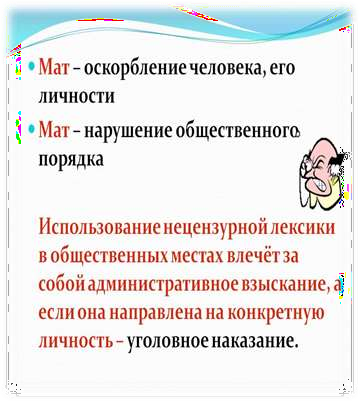 • Мат – оскорбление человека, его
личности
• Мат – нарушение общественного
порядка
Использование нецензурной лексики
в общественных местах влечёт за
собой административное взыскание, а
если она направлена на конкретную
личность – уголовное наказание.